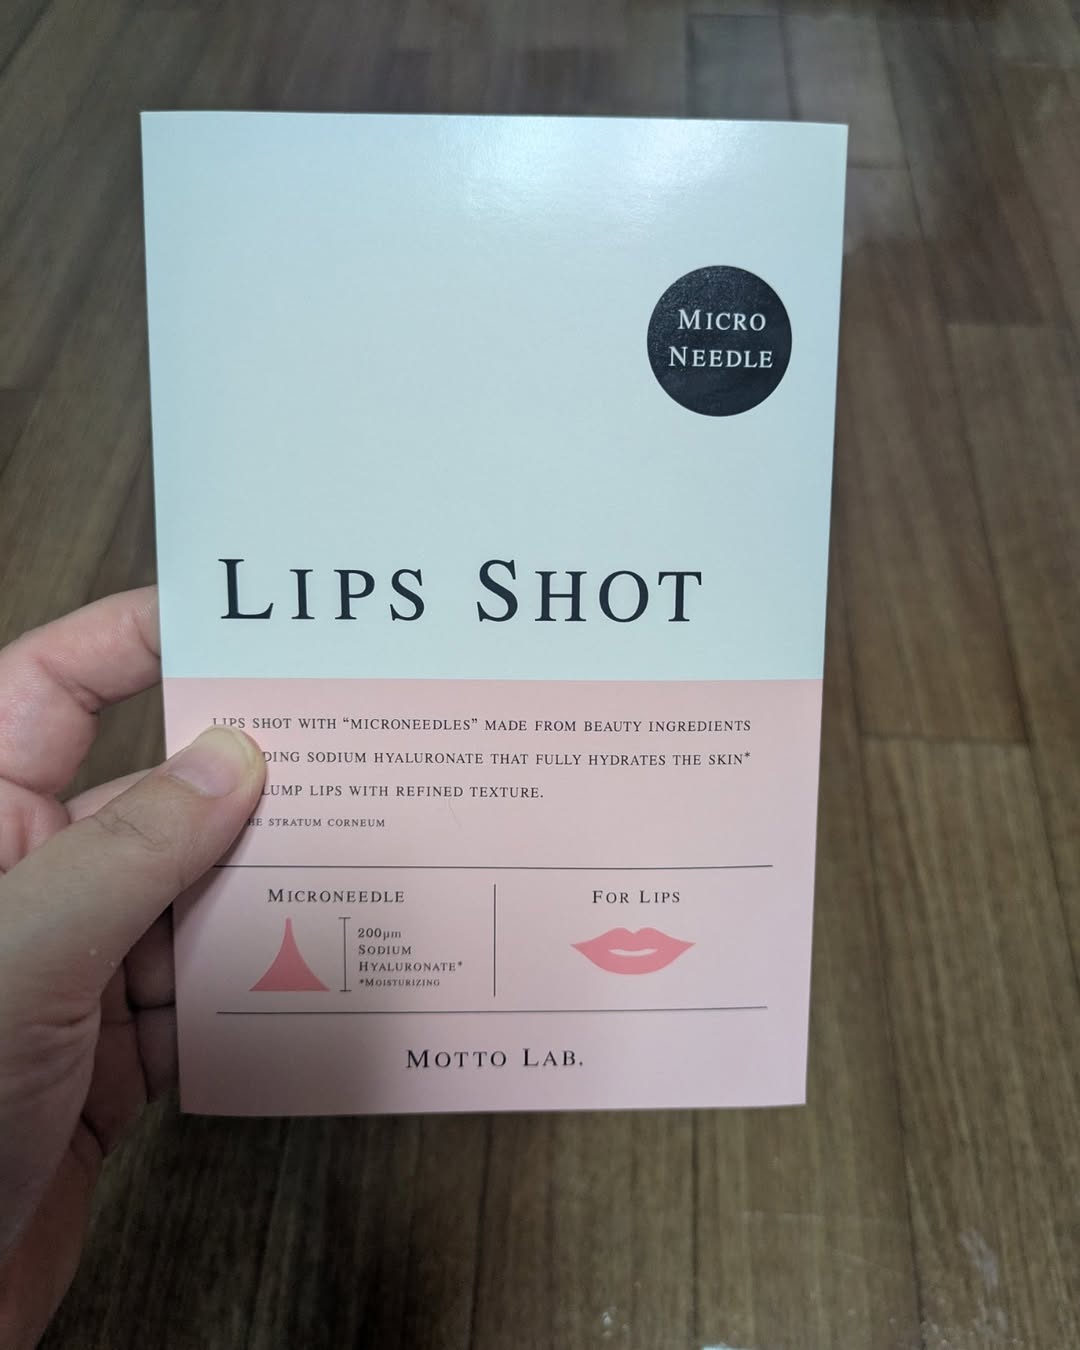 MICRO
NEEDLE
LIPS SHOT
LIPS SHOT WITH “MICRONEEDLES” MADE FROM BEAUTY INGREDIENTS
SODIUM HYALURONATE THAT FULLY HYDRATES THE SKIN*
LIPS WITH REFINED TEXTURE.
STRATUM CORNEUM
MICRONEEDLE
200μm
SODIUM
HYALURONATE*
*MOISTURIZING
FOR LIPS
MOTTO LAB.